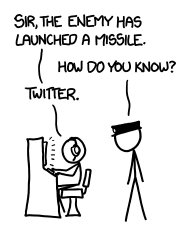 SIR, THE ENEMY HAS
LAUNCHED A MISSILE.
HOW DO YOU KNOW?
TWITTER.